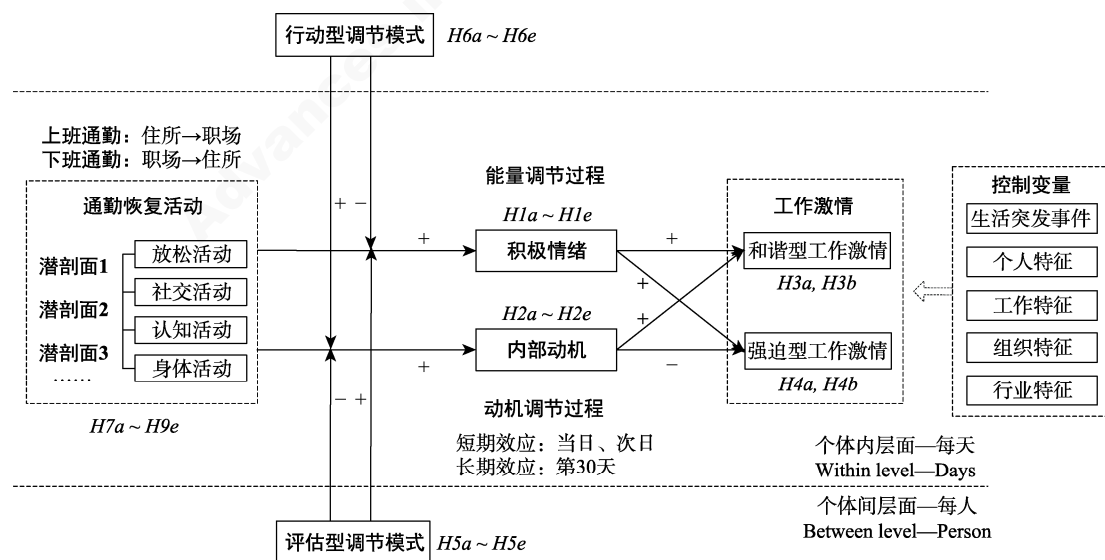 行动型调节模式 H6a ~ H6e
上班通勤：住所→职场
下班通勤：职场→住所
通勤恢复活动
潜剖面1
潜剖面2
潜剖面3
……
放松活动
社交活动
认知活动
身体活动
H7a ~ H9e
+ −
− +
能量调节过程
H1a ~ H1e
+
积极情绪
H2a ~ H2e
+
内部动机
动机调节过程
短期效应：当日、次日
长期效应：第30天
+
+
+
−
工作激情
和谐型工作激情
H3a, H3b
强迫型工作激情
H4a, H4b
控制变量
生活突发事件
个人特征
工作特征
组织特征
行业特征
个体内层面—每天
Within level—Days
个体间层面—每人
Between level—Person
评估型调节模式 H5a ~ H5e